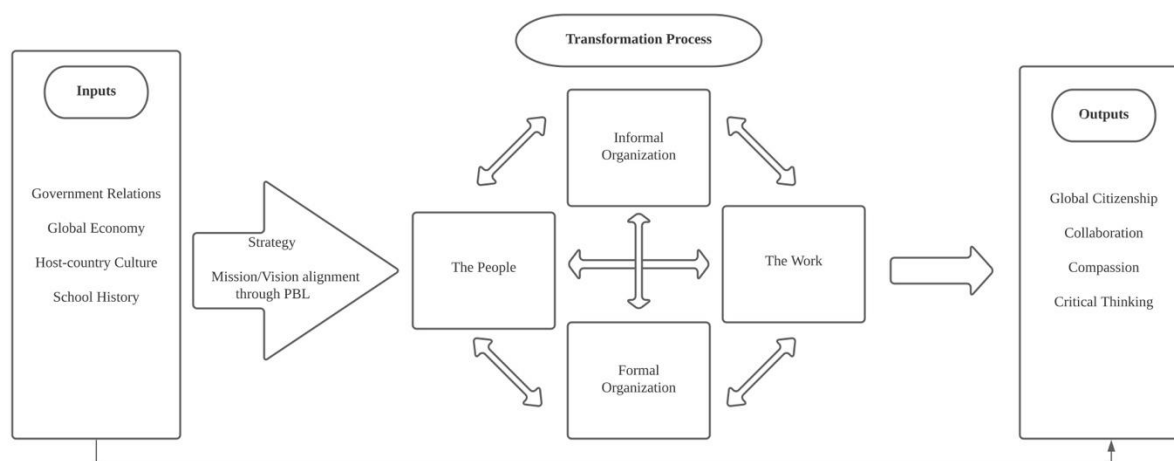 Transformation Process
Inputs
Government Relations
Global Economy
Host-country Culture
School History
Strategy
Mission/Vision alignment
through PBL
Informal
Organization
The People
The Work
Formal
Organization
Outputs
Global Citizenship
Collaboration
Compassion
Critical Thinking